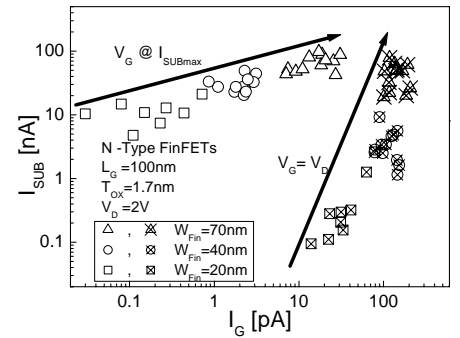 V_G @ I_SUBmax
100
10
1
0.1
I_SUB [nA]
V_G = V_D
N -Type FinFETs
L_G=100nm
T_OX=1.7nm
V_D=2V
, W_Fin=70nm
, W_Fin=40nm
, W_Fin=20nm
0.1 1 10 100
I_G [pA]